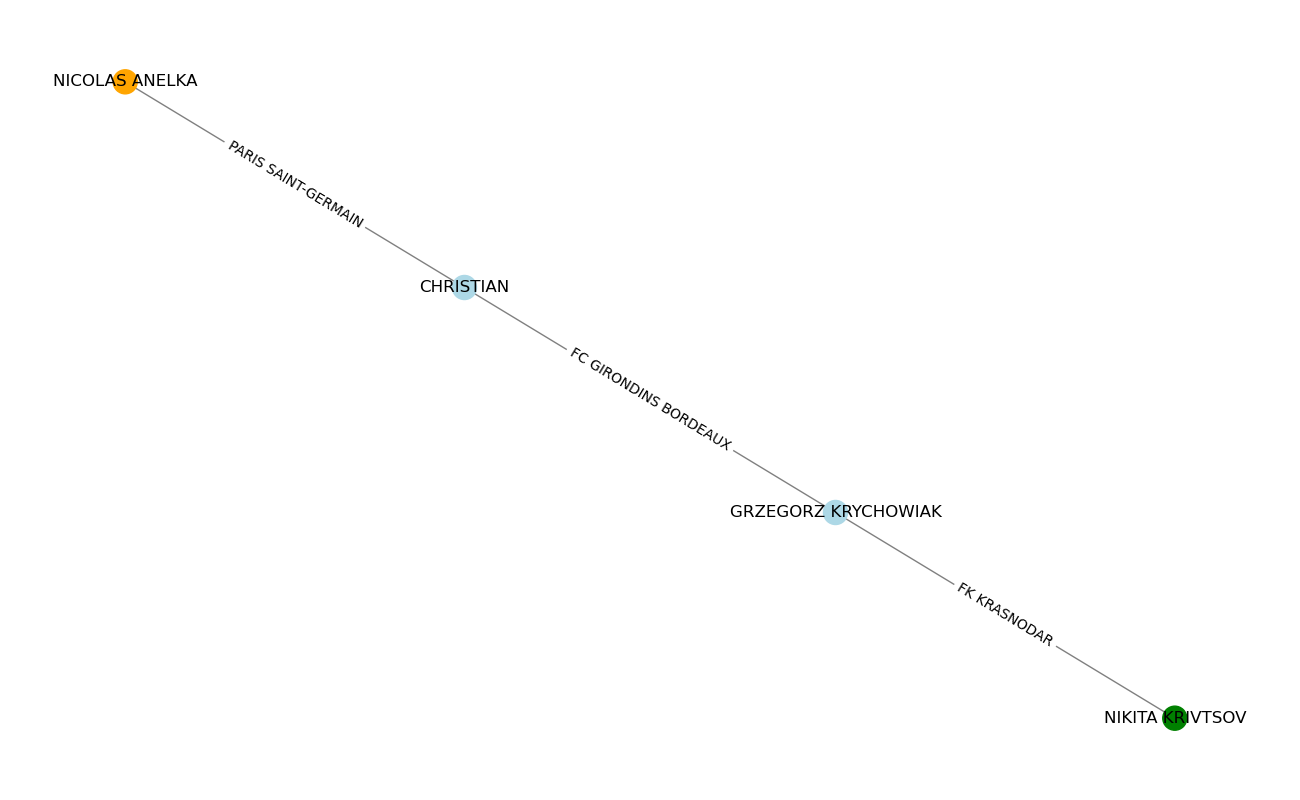 NICOLAS ANELKA
PARIS SAINT-GERMAIN
CHRISTIAN
FC GIRONDINS BORDEAUX
GRZEGORZ KRYCHOWIAK
FK KRASNODAR
NIKITA KRIVTSOV